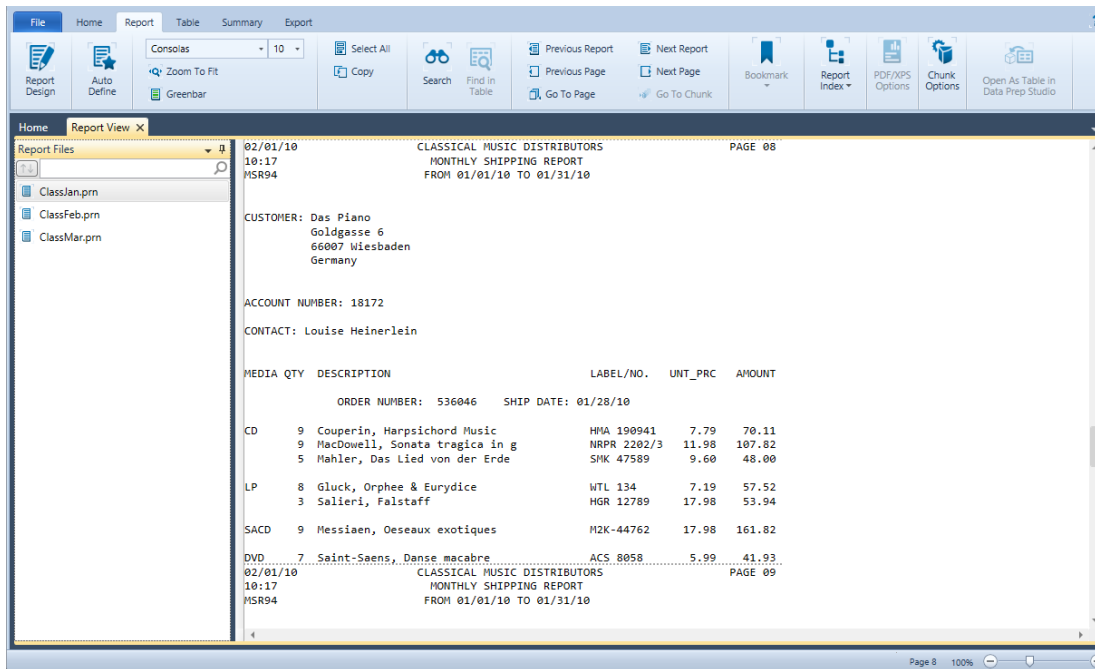 File Home Report Table Summary Export
Consolas 10 Select All Previous Report Next Report
Zoom To Fit Copy Previous Page Next Page
Greenbar Go To Page Go To Chunk
Report Design
Auto Define
Search
Find in Table
Bookmark
Report Index
PDF/XPS Options
Chunk Options
Open As Table in Data Prep Studio
Home Report View X
Report Files
ClassJan.prn
ClassFeb.prn
ClassMar.prn
02/01/10 CLASSICAL MUSIC DISTRIBUTORS PAGE 08
10:17 MONTHLY SHIPPING REPORT
MSR94 FROM 01/01/10 TO 01/31/10
CUSTOMER: Das Piano
Goldgasse 6
66007 Wiesbaden
Germany
ACCOUNT NUMBER: 18172
CONTACT: Louise Heinerlein
MEDIA QTY DESCRIPTION LABEL/NO. UNT_PRC AMOUNT
ORDER NUMBER: 536046 SHIP DATE: 01/28/10
CD 9 Couperin, Harpsichord Music HMA 190941 7.79 70.11
9 MacDowell, Sonata tragica in g NRPR 2202/3 11.98 107.82
5 Mahler, Das Lied von der Erde SMK 47589 9.60 48.00
LP 8 Gluck, Orphee & Eurydice WTL 134 7.19 57.52
3 Salieri, Falstaff HGR 12789 17.98 53.94
SACD 9 Messiaen, Oeseaux exotiques M2K-44762 17.98 161.82
DVD 7 Saint-Saens, Danse macabre ACS 8058 5.99 41.93
02/01/10 CLASSICAL MUSIC DISTRIBUTORS PAGE 09
10:17 MONTHLY SHIPPING REPORT
MSR94 FROM 01/01/10 TO 01/31/10
Page 8 100%